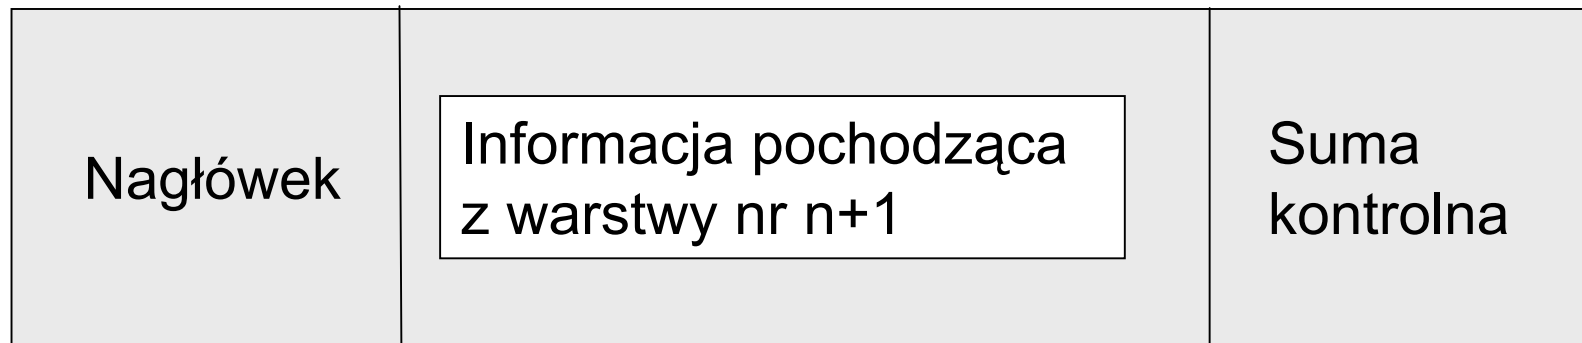 Nagłówek
Informacja pochodząca
z warstwy nr n+1
Suma
kontrolna